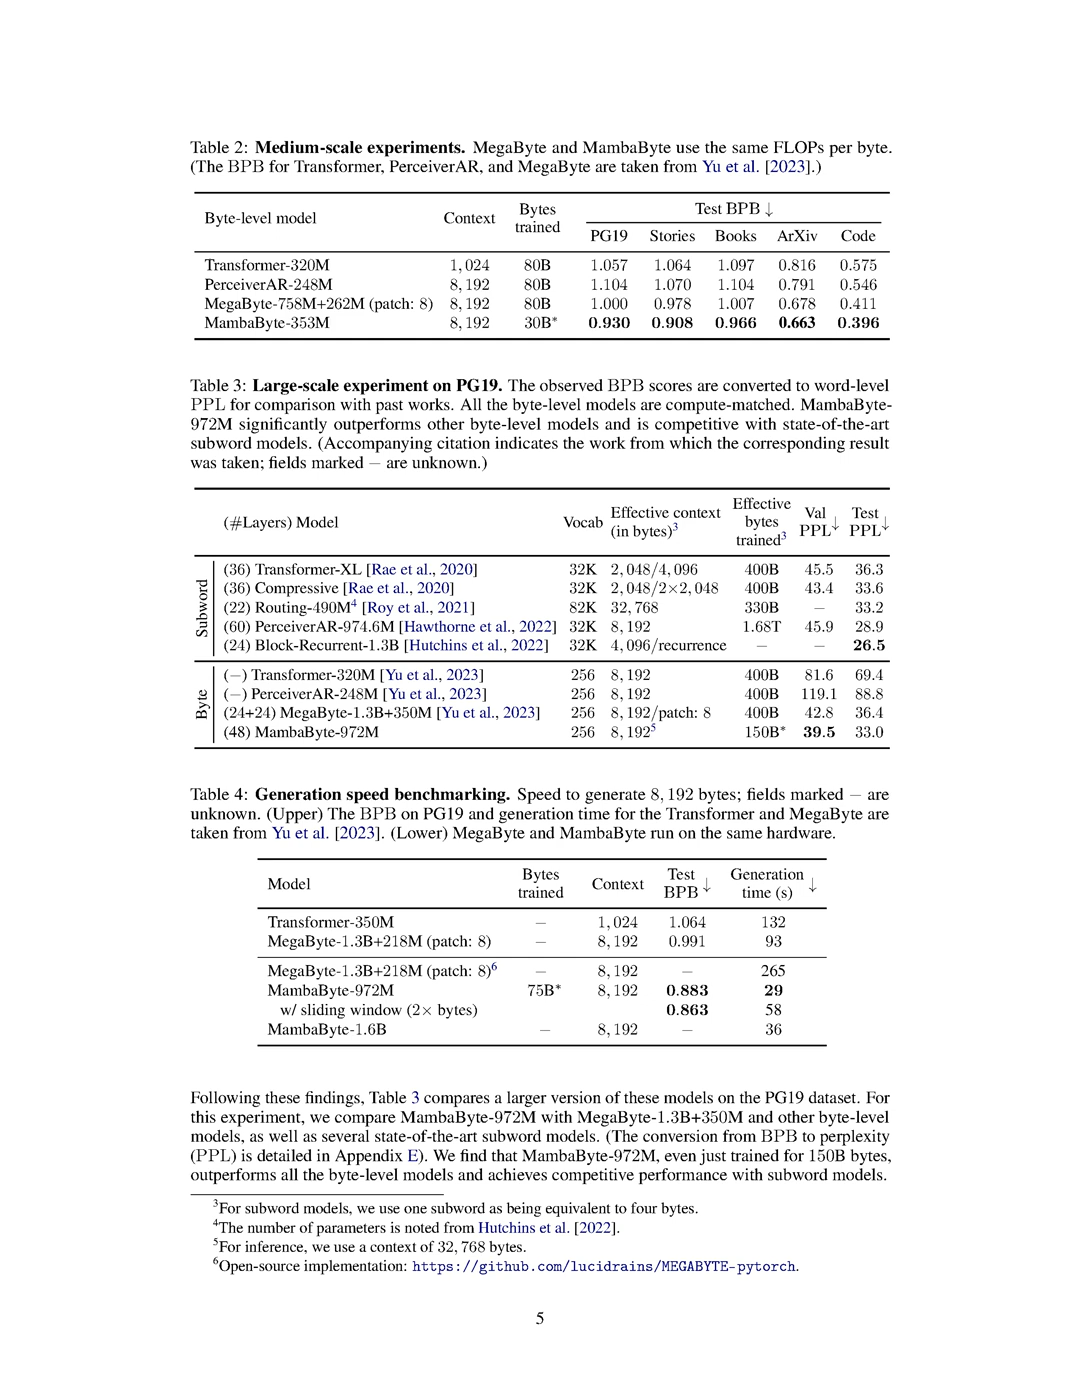 Table 2: Medium-scale experiments. MegaByte and MambaByte use the same FLOPs per byte.
(The BPB for Transformer, PerceiverAR, and MegaByte are taken from Yu et al. [2023].)
Byte-level model Context Bytes trained Test BPB ↓
PG19 Stories Books ArXiv Code
Transformer-320M 1,024 80B 1.057 1.064 1.097 0.816 0.575
PerceiverAR-248M 8,192 80B 1.104 1.070 1.104 0.791 0.546
MegaByte-758M+262M (patch: 8) 8,192 80B 1.000 0.978 1.007 0.678 0.411
MambaByte-353M 8,192 30B* 0.930 0.908 0.966 0.663 0.396
Table 3: Large-scale experiment on PG19. The observed BPB scores are converted to word-level
PPL for comparison with past works. All the byte-level models are compute-matched. MambaByte-
972M significantly outperforms other byte-level models and is competitive with state-of-the-art
subword models. (Accompanying citation indicates the work from which the corresponding result
was taken; fields marked − are unknown.)
(#Layers) Model Vocab Effective context (in bytes)³ Effective bytes trained³ Val PPL ↓ Test PPL ↓
Subword
(36) Transformer-XL [Rae et al., 2020] 32K 2,048/4,096 400B 45.5 36.3
(36) Compressive [Rae et al., 2020] 32K 2,048/2×2,048 400B 43.4 33.6
(22) Routing-490M⁴ [Roy et al., 2021] 82K 32,768 330B − 33.2
(60) PerceiverAR-974.6M [Hawthorne et al., 2022] 32K 8,192 1.68T 45.9 28.9
(24) Block-Recurrent-1.3B [Hutchins et al., 2022] 32K 4,096/recurrence − − 26.5
Byte
(−) Transformer-320M [Yu et al., 2023] 256 8,192 400B 81.6 69.4
(−) PerceiverAR-248M [Yu et al., 2023] 256 8,192 400B 119.1 88.8
(24+24) MegaByte-1.3B+350M [Yu et al., 2023] 256 8,192/patch: 8 400B 42.8 36.4
(48) MambaByte-972M 256 8,192⁵ 150B* 39.5 33.0
Table 4: Generation speed benchmarking. Speed to generate 8,192 bytes; fields marked − are
unknown. (Upper) The BPB on PG19 and generation time for the Transformer and MegaByte are
taken from Yu et al. [2023]. (Lower) MegaByte and MambaByte run on the same hardware.
Model Bytes trained Context Test BPB ↓ Generation time (s) ↓
Transformer-350M − 1,024 1.064 132
MegaByte-1.3B+218M (patch: 8) − 8,192 0.991 93
MegaByte-1.3B+218M (patch: 8)⁶ − 8,192 − 265
MambaByte-972M 75B* 8,192 0.883 29
w/ sliding window (2× bytes) 0.863 58
MambaByte-1.6B − 8,192 − 36
Following these findings, Table 3 compares a larger version of these models on the PG19 dataset. For
this experiment, we compare MambaByte-972M with MegaByte-1.3B+350M and other byte-level
models, as well as several state-of-the-art subword models. (The conversion from BPB to perplexity
(PPL) is detailed in Appendix E). We find that MambaByte-972M, even just trained for 150B bytes,
outperforms all the byte-level models and achieves competitive performance with subword models.
³For subword models, we use one subword as being equivalent to four bytes.
⁴The number of parameters is noted from Hutchins et al. [2022].
⁵For inference, we use a context of 32,768 bytes.
⁶Open-source implementation: https://github.com/lucidrains/MEGABYTE-pytorch.
5